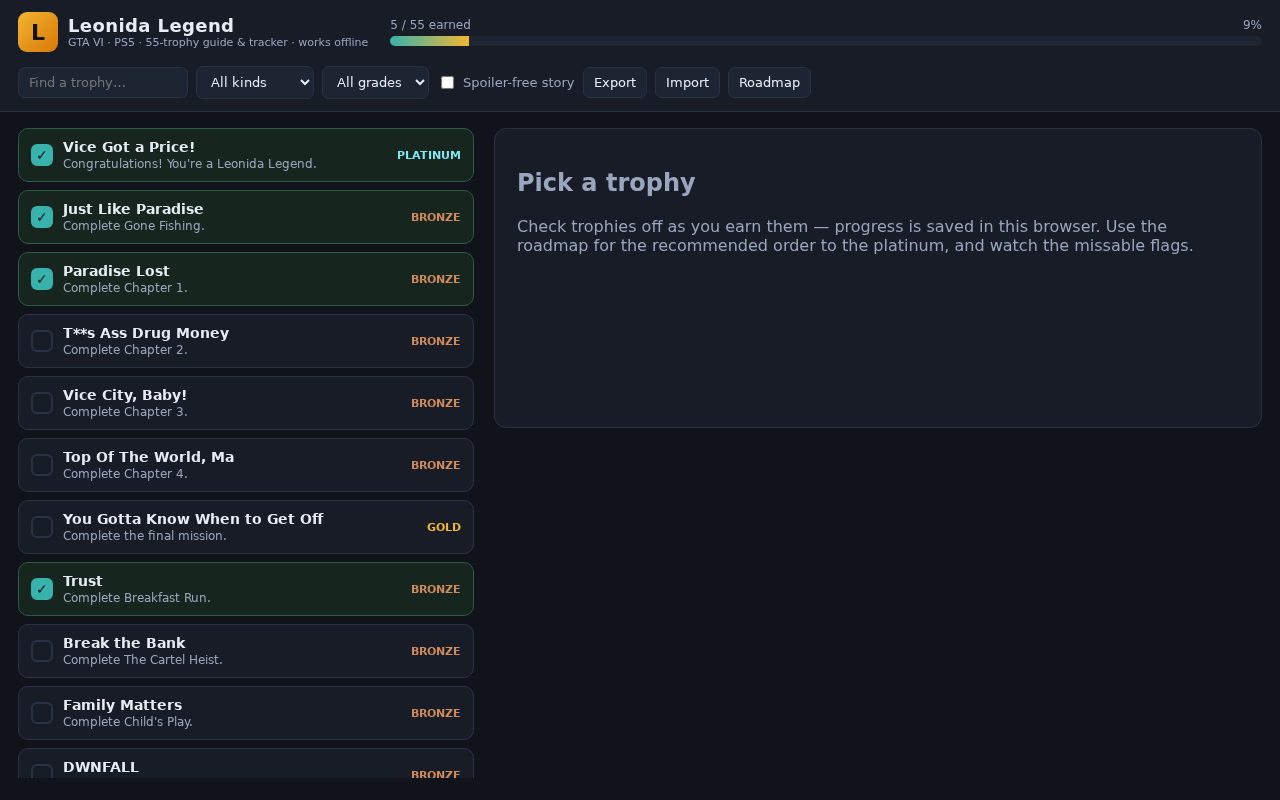 L
Leonida Legend
GTA VI · PS5 · 55-trophy guide & tracker · works offline
5 / 55 earned
9%
Find a trophy…
All kinds
All grades
Spoiler-free story
Export
Import
Roadmap
Vice Got a Price!
Congratulations! You're a Leonida Legend.
PLATINUM
Just Like Paradise
Complete Gone Fishing.
BRONZE
Paradise Lost
Complete Chapter 1.
BRONZE
T**s Ass Drug Money
Complete Chapter 2.
BRONZE
Vice City, Baby!
Complete Chapter 3.
BRONZE
Top Of The World, Ma
Complete Chapter 4.
BRONZE
You Gotta Know When to Get Off
Complete the final mission.
GOLD
Trust
Complete Breakfast Run.
BRONZE
Break the Bank
Complete The Cartel Heist.
BRONZE
Family Matters
Complete Child's Play.
BRONZE
DWNFALL
BRONZE
Pick a trophy
Check trophies off as you earn them — progress is saved in this browser. Use the
roadmap for the recommended order to the platinum, and watch the missable flags.